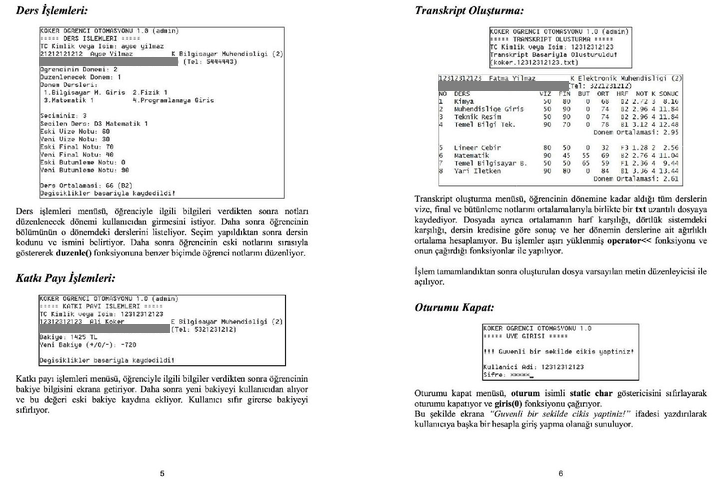 Ders İşlemleri:
KOKER OGRENCI OTOMASYONU 1.0 (admin)
***** DERS ISLEMLERI *****
TC Kimlik veya Isim: ayse yilmaz
21212121212 Ayse Yilmaz K Bilgisayar Muhendisligi (2)
(Tel: 5444443)
Ogrencinin Donemi: 2
Duzenlenecek Donem: 1
Donem Dersleri:
1.Bilgisayar M. Giris 2.Fizik 1
3.Matematik 1 4.Programlamaya Giris
Seciminiz: 3
Secilen Ders: D3 Matematik 1
Eski Vize Notu: 80
Yeni Vize Notu: 30
Eski Final Notu: 70
Yeni Final Notu: 40
Eski Butunleme Notu: 0
Yeni Butunleme Notu: 90
Ders Ortalamasi: 66 (B2)
Degisiklikler basariyla kaydedildi!
Ders işlemleri menüsü, öğrenciyle ilgili bilgileri verdikten sonra notları
düzenlenecek dönemi kullanıcıdan girmesini istiyor. Daha sonra öğrencinin
bölümünün o dönemdeki derslerini listeliyor. Seçim yapıldıktan sonra dersin
kodunu ve ismini belirtiyor. Daha sonra öğrencinin eski notlarını sırasıyla
göstererek duzenle() fonksiyonuna benzer biçimde öğrenci notlarını düzenliyor.
Katkı Payı İşlemleri:
KOKER OGRENCI OTOMASYONU 1.0 (admin)
***** KATKI PAYI ISLEMLERI *****
TC Kimlik veya Isim: 12312312123
12312312123 Ali Koker E Bilgisayar Muhendisligi (2)
(Tel: 5321231212)
Bakiye: 1425 TL
Yeni Bakiye (+/0/-): -720
Degisiklikler basariyla kaydedildi!
Katkı payı işlemleri menüsü, öğrenciyle ilgili bilgiler verdikten sonra öğrencinin
bakiye bilgisini ekrana getiriyor. Daha sonra yeni bakiyeyi kullanıcıdan alıyor
ve bu değeri eski bakiye kaydına ekliyor. Kullanıcı sıfır girerse bakiyeyi
sıfırlıyor.
5
Transkript Oluşturma:
KOKER OGRENCI OTOMASYONU 1.0 (admin)
***** TRANSKRIPT OLUSTURMA *****
TC Kimlik veya Isim: 12312312123
Transkript Basariyla Olusturuldu!
(koker.12312312123.txt)
12312312123 Fatma Yilmaz K Elektronik Muhendisligi (2)
(Tel: 3221231212)
NO DERS VIZ FIN BUT ORT HRF NOT K SONUC
1 Kimya 50 80 0 68 D2 2.72 3 8.16
2 Muhendislige Giris 50 90 0 74 D2 2.96 4 11.84
3 Teknik Resim 50 90 0 74 D2 2.96 4 11.84
4 Temel Bilgi Tek. 90 70 0 78 B1 3.12 4 12.48
Donem Ortalamasi: 2.95
5 Lineer Cebir 80 50 0 32 F3 1.28 2 2.56
6 Matematik 90 45 55 69 B2 2.76 4 11.04
7 Temel Bilgisayar B. 50 50 65 59 F1 2.36 4 9.44
8 Yari Iletken 90 80 0 84 B1 3.36 4 13.44
Donem Ortalamasi: 2.61
Transkript oluşturma menüsü, öğrencinin dönemine kadar aldığı tüm derslerin
vize, final ve bütünleme notlarını ortalamalarıyla birlikte bir txt uzantılı dosyaya
kaydediyor. Dosyada ayrıca ortalamanın harf karşılığı, dörtlük sistemdeki
karşılığı, dersin kredisine göre sonuç ve her dönemin derslerine ait ağırlıklı
ortalama hesaplanıyor. Bu işlemler aşırı yüklenmiş operator<< fonksiyonu ve
onun çağırdığı fonksiyonlar ile yapılıyor.
İşlem tamamlandıktan sonra oluşturulan dosya varsayılan metin düzenleyicisi ile
açılıyor.
Oturumu Kapat:
KOKER OGRENCI OTOMASYONU 1.0
***** UYE GIRISI *****
!!! Guvenli bir sekilde cikis yaptiniz!
Kullanici Adi: 12312312123
Sifre: *****_
Oturumu kapat menüsü, oturum isimli static char göstericisini sıfırlayarak
oturumu kapatıyor ve giris(0) fonksiyonu çağırıyor.
Bu şekilde ekrana "Guvenli bir sekilde cikis yaptiniz!" ifadesi yazdırılarak
kullanıcıya başka bir hesapla giriş yapma olanağı sunuluyor.
6